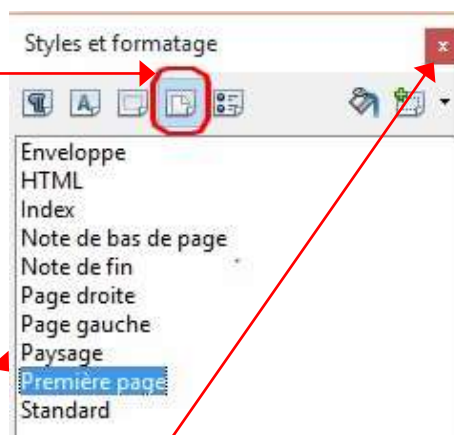 Styles et formatage
Enveloppe
HTML
Index
Note de bas de page
Note de fin
Page droite
Page gauche
Paysage
Première page
Standard